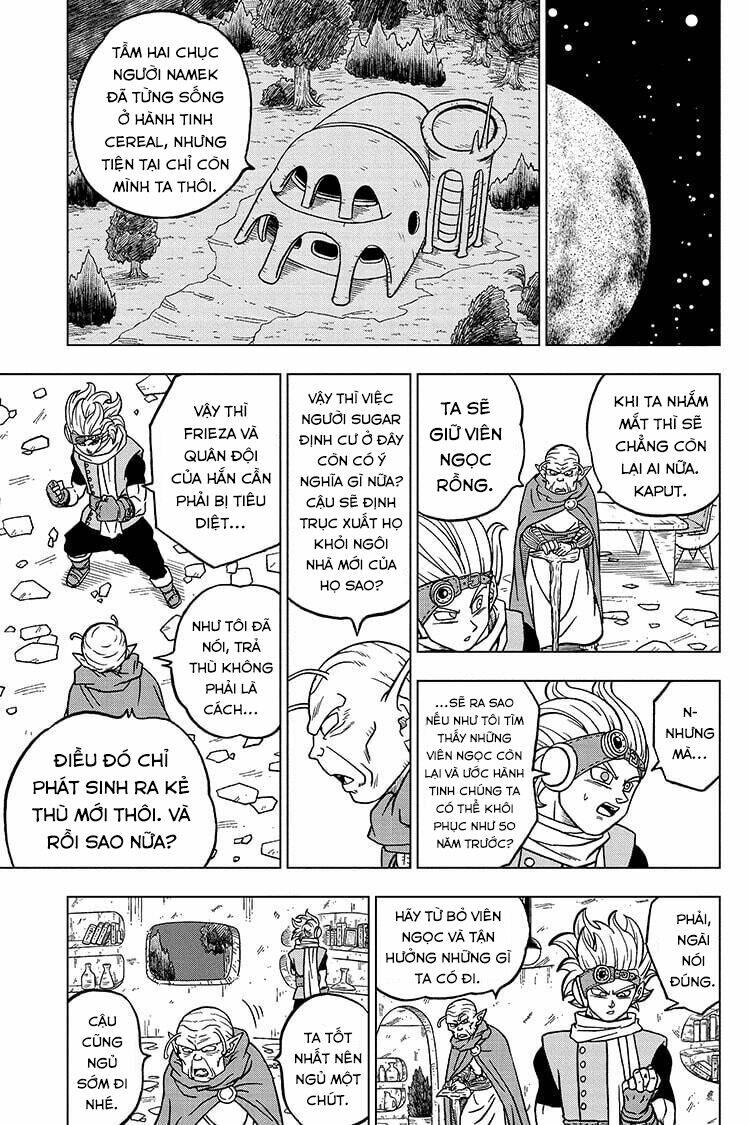 TẦM HAI CHỤC
NGƯỜI NAMEK
ĐÃ TỪNG SỐNG
Ở HÀNH TINH
CEREAL, NHƯNG
TIỆN TẠI CHỈ CÒN
MÌNH TA THÔI.
KHI TA NHẮM
MẮT THÌ SẼ
CHẲNG CÒN
LẠI AI NỮA.
KAPUT.
TA SẼ
GIỮ VIÊN
NGỌC
RỒNG.
N-
NHƯNG
MÀ...
...SẼ RA SAO
NẾU NHƯ TÔI TÌM
THẤY NHỮNG
VIÊN NGỌC CÒN
LẠI VÀ ƯỚC HÀNH
TINH CHÚNG TA
CÓ THỂ KHÔI
PHỤC NHƯ 50
NĂM TRƯỚC?
VẬY THÌ VIỆC
NGƯỜI SUGAR
ĐỊNH CƯ Ở ĐÂY
CÒN CÓ Ý
NGHĨA GÌ NỮA?
CẬU SẼ ĐỊNH
TRỤC XUẤT HỌ
KHỎI NGÔI
NHÀ MỚI CỦA
HỌ SAO?
VẬY THÌ
FRIEZA VÀ
QUÂN ĐỘI
CỦA HẮN CẦN
PHẢI BỊ TIÊU
DIỆT...
NHƯ TÔI ĐÃ
NÓI, TRẢ
THÙ KHÔNG
PHẢI LÀ
CÁCH...
ĐIỀU ĐÓ CHỈ
PHÁT SINH RA KẺ
THÙ MỚI THÔI. VÀ
RỒI SAO NỮA?
PHẢI,
NGÀI
NÓI
ĐÚNG.
HÃY TỪ BỎ VIÊN
NGỌC VÀ TẬN
HƯỞNG NHỮNG GÌ
TA CÓ ĐI.
TA TỐT
NHẤT NÊN
NGỦ MỘT
CHÚT.
CẬU
CŨNG
NGỦ
SỚM ĐI
NHÉ.